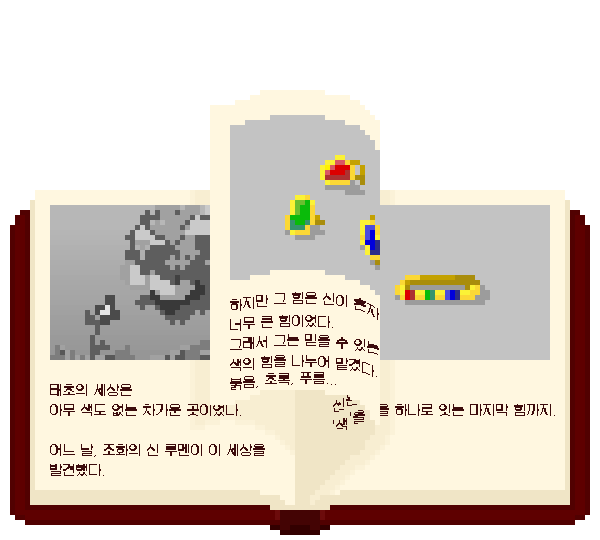 태초의 세상은
아무 색도 없는 차가운 곳이었다.
어느 날, 조화의 신 루멘이 이 세상을
발견했다.
하지만 그 힘은 신이 혼자
너무 큰 힘이었다.
그래서 그는 믿을 수 있는
색의 힘을 나누어 맡겼다.
붉음, 초록, 푸름...
하나로 잇는 마지막 힘까지.